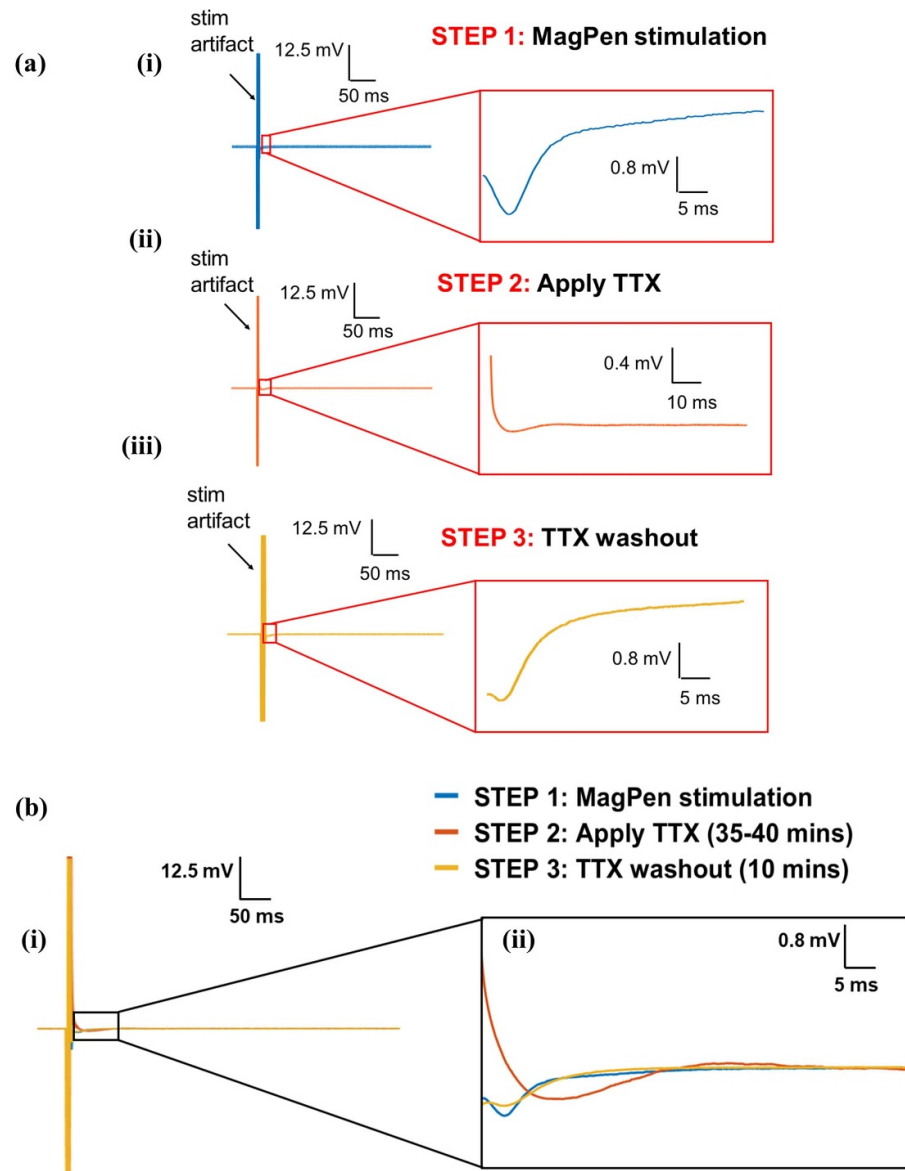 (a)
(i)
stim
artifact
12.5 mV
50 ms
STEP 1: MagPen stimulation
0.8 mV
5 ms
(ii)
stim
artifact
12.5 mV
50 ms
STEP 2: Apply TTX
0.4 mV
10 ms
(iii)
stim
artifact
12.5 mV
50 ms
STEP 3: TTX washout
0.8 mV
5 ms
(b)
STEP 1: MagPen stimulation
STEP 2: Apply TTX (35-40 mins)
STEP 3: TTX washout (10 mins)
(i)
12.5 mV
50 ms
(ii)
0.8 mV
5 ms